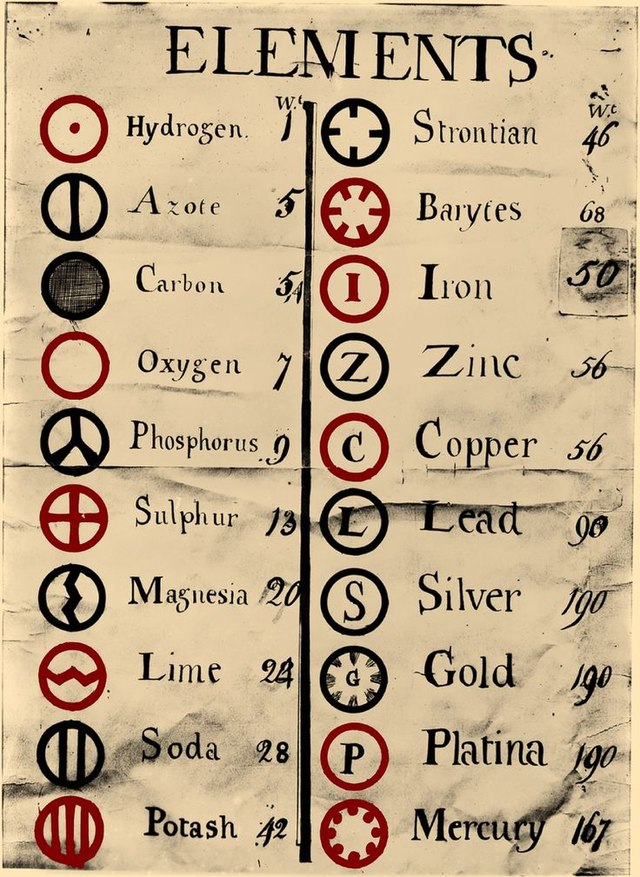 ELEMENTS
Wt
Hydrogen. 1
Azote 5
Carbon 5,4
Oxygen 7
Phosphorus 9
Sulphur 13
Magnesia 20
Lime 24
Soda 28
Potash 42
Wt
Strontian 46
Barytes 68
I Iron 50
Z Zinc 56
C Copper 56
L Lead 90
S Silver 190
G Gold 190
P Platina 190
Mercury 167